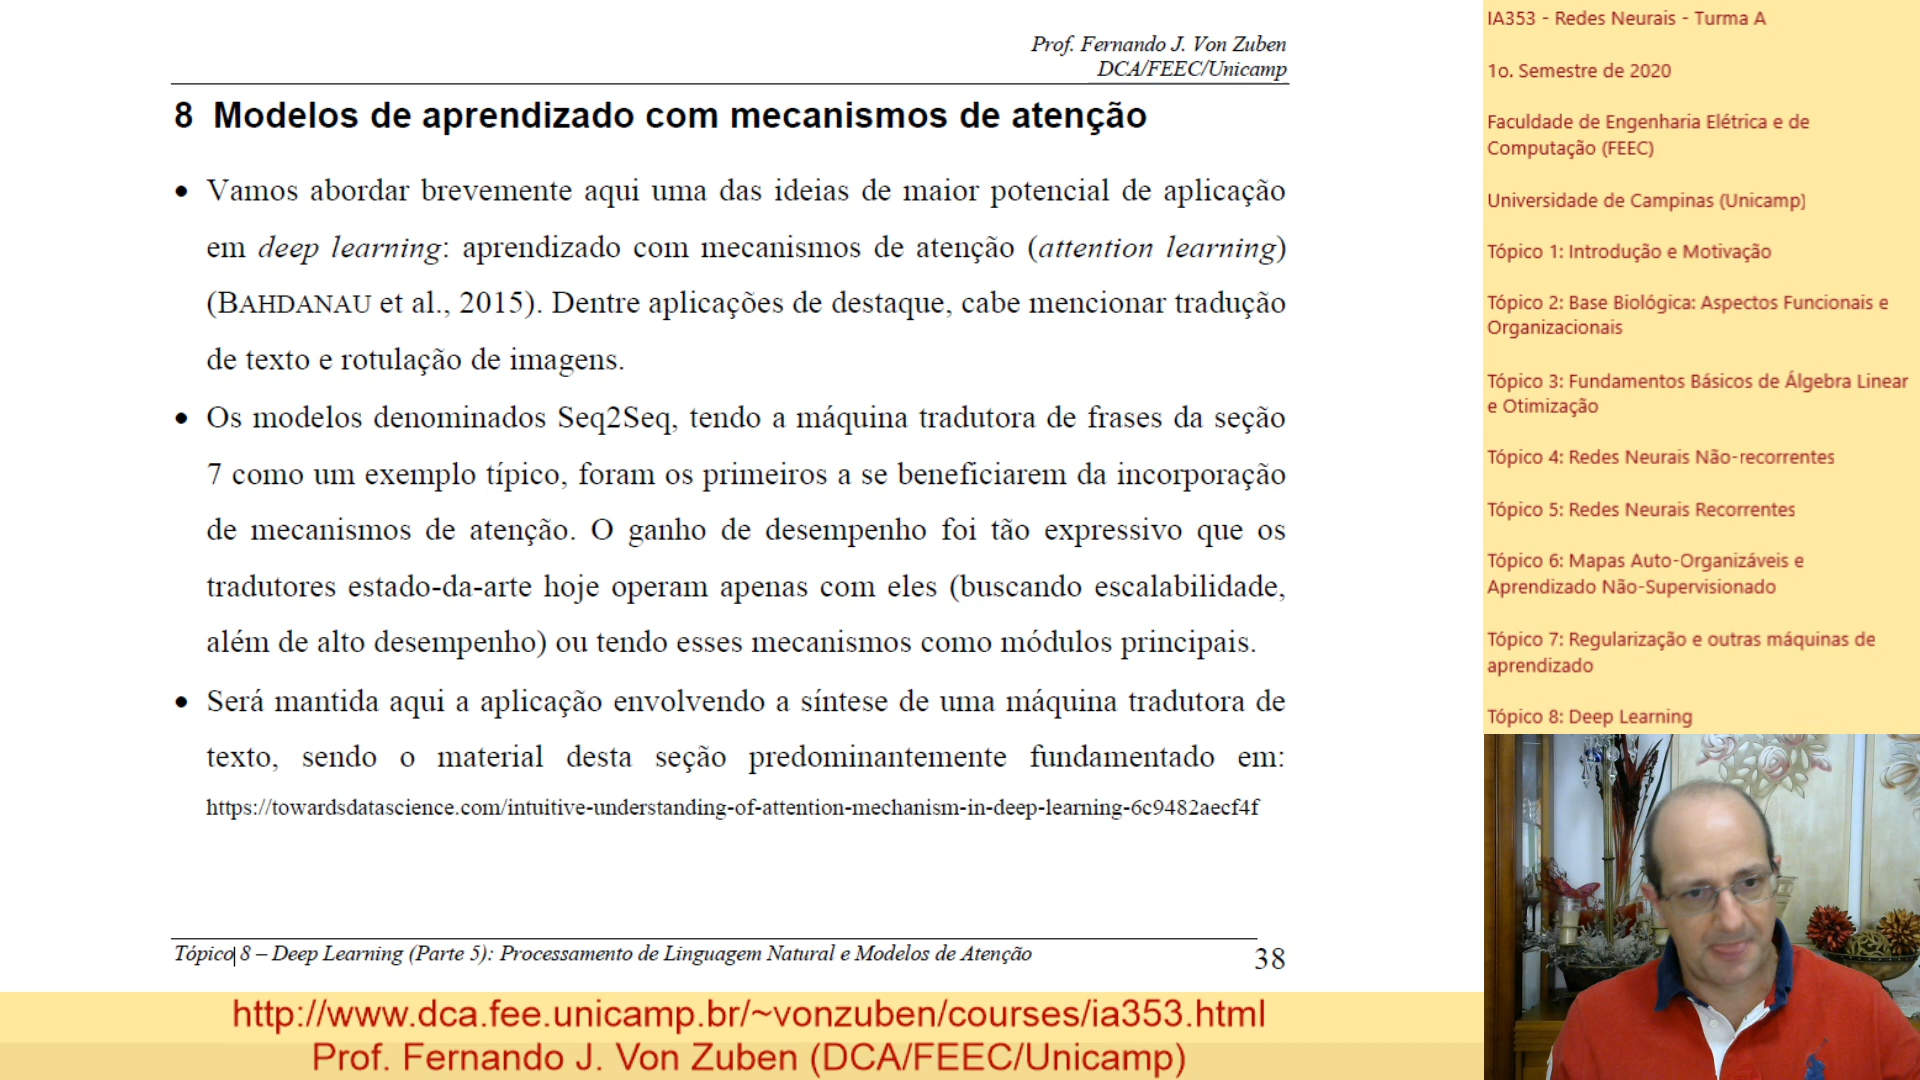 Prof. Fernando J. Von Zuben
DCA/FEEC/Unicamp
8 Modelos de aprendizado com mecanismos de atenção
• Vamos abordar brevemente aqui uma das ideias de maior potencial de aplicação
em deep learning: aprendizado com mecanismos de atenção (attention learning)
(BAHDANAU et al., 2015). Dentre aplicações de destaque, cabe mencionar tradução
de texto e rotulação de imagens.
• Os modelos denominados Seq2Seq, tendo a máquina tradutora de frases da seção
7 como um exemplo típico, foram os primeiros a se beneficiarem da incorporação
de mecanismos de atenção. O ganho de desempenho foi tão expressivo que os
tradutores estado-da-arte hoje operam apenas com eles (buscando escalabilidade,
além de alto desempenho) ou tendo esses mecanismos como módulos principais.
• Será mantida aqui a aplicação envolvendo a síntese de uma máquina tradutora de
texto, sendo o material desta seção predominantemente fundamentado em:
https://towardsdatascience.com/intuitive-understanding-of-attention-mechanism-in-deep-learning-6c9482aecf4f
Tópico 8 – Deep Learning (Parte 5): Processamento de Linguagem Natural e Modelos de Atenção
38
http://www.dca.fee.unicamp.br/~vonzuben/courses/ia353.html
Prof. Fernando J. Von Zuben (DCA/FEEC/Unicamp)
IA353 - Redes Neurais - Turma A
1o. Semestre de 2020
Faculdade de Engenharia Elétrica e de
Computação (FEEC)
Universidade de Campinas (Unicamp)
Tópico 1: Introdução e Motivação
Tópico 2: Base Biológica: Aspectos Funcionais e
Organizacionais
Tópico 3: Fundamentos Básicos de Álgebra Linear
e Otimização
Tópico 4: Redes Neurais Não-recorrentes
Tópico 5: Redes Neurais Recorrentes
Tópico 6: Mapas Auto-Organizáveis e
Aprendizado Não-Supervisionado
Tópico 7: Regularização e outras máquinas de
aprendizado
Tópico 8: Deep Learning